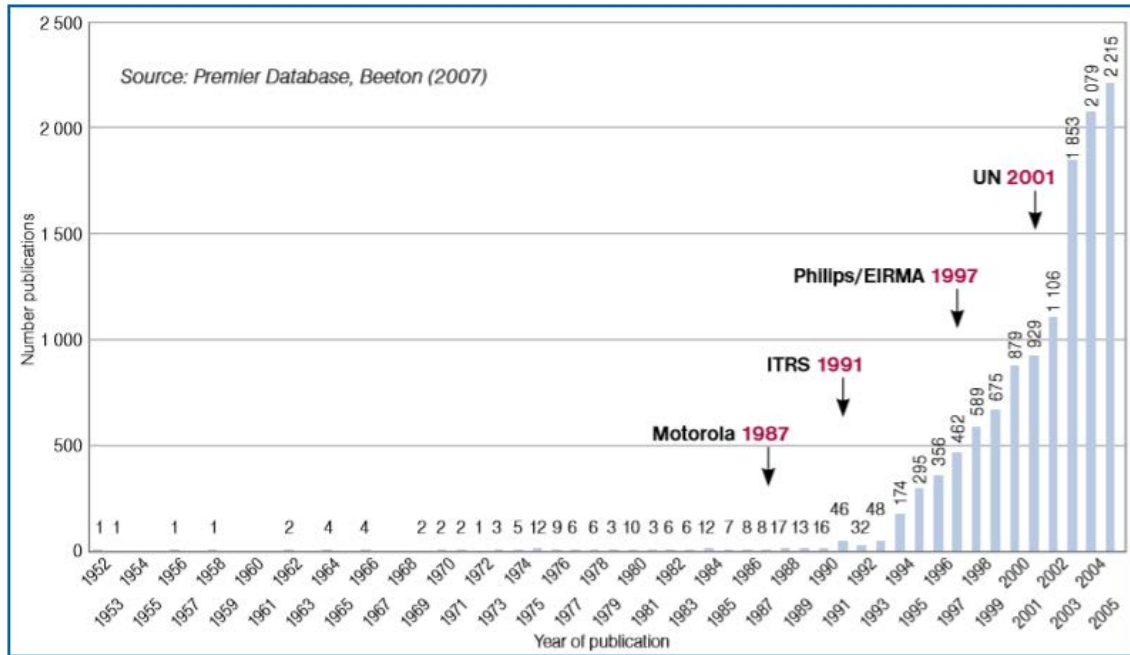 2 500
2 000
1 500
1 000
500
0
Number publications
Source: Premier Database, Beeton (2007)
Motorola 1987
ITRS 1991
Philips/EIRMA 1997
UN 2001
1 1 1 1 2 4 4 2 2 2 1 3 5 12 9 6 6 3 10 3 6 6 12 7 8 8 17 13 16 46 32 48 174 295 356 462 589 675 879 929 1 106 1 853 2 079 2 215
1952 1954 1956 1958 1960 1962 1964 1966 1968 1970 1972 1974 1976 1978 1980 1982 1984 1986 1988 1990 1992 1994 1996 1998 2000 2002 2004
1953 1955 1957 1959 1961 1963 1965 1967 1969 1971 1973 1975 1977 1979 1981 1983 1985 1987 1989 1991 1993 1995 1997 1999 2001 2003 2005
Year of publication